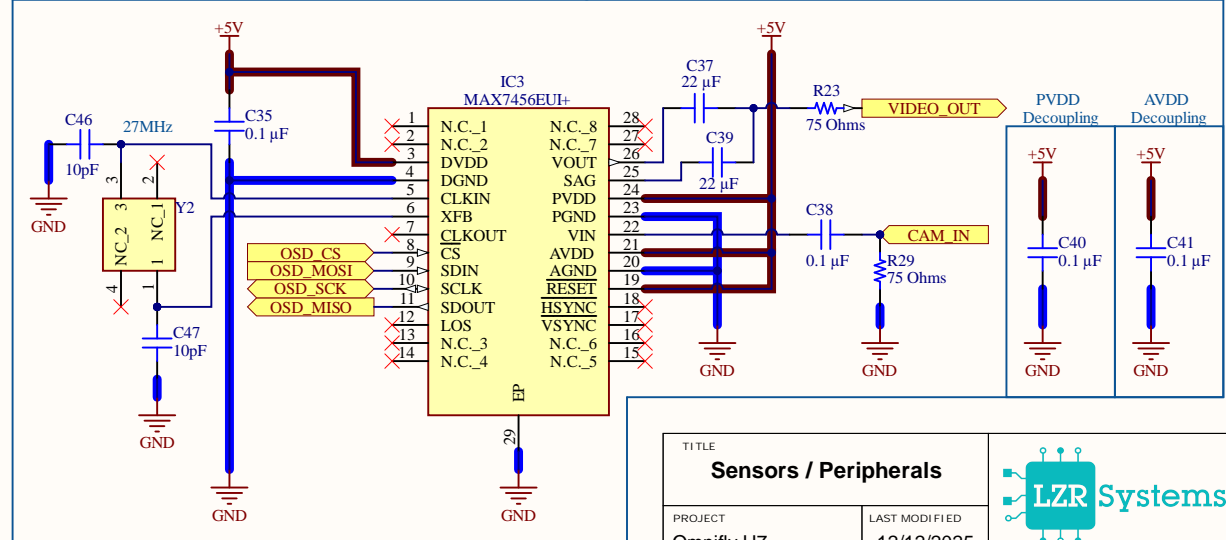 +5V
+5V
C37
22 µF
IC3
MAX7456EUI+
R23
75 Ohms
VIDEO_OUT
PVDD
Decoupling
AVDD
Decoupling
C46
10pF
27MHz
C35
0.1 µF
C39
22 µF
GND
3
2
3
NC_1
NC_2
1
4
1
Y2
C47
10pF
GND
GND
1
N.C._1
2
N.C._2
3
DVDD
4
DGND
5
CLKIN
6
XFB
7
CLKOUT
8
CS
9
SDIN
10
SCLK
11
SDOUT
12
LOS
13
N.C._3
14
N.C._4
N.C._8
28
N.C._7
27
VOUT
26
SAG
25
PVDD
24
PGND
23
VIN
22
AVDD
21
AGND
20
RESET
19
HSYNC
18
VSYNC
17
N.C._6
16
N.C._5
15
EP
29
GND
OSD_CS
OSD_MOSI
OSD_SCK
OSD_MISO
C38
0.1 µF
CAM_IN
R29
75 Ohms
GND
GND
+5V
C40
0.1 µF
GND
+5V
C41
0.1 µF
GND
TITLE
Sensors / Peripherals
PROJECT
LAST MODIFIED
12/12/2025
LZR Systems